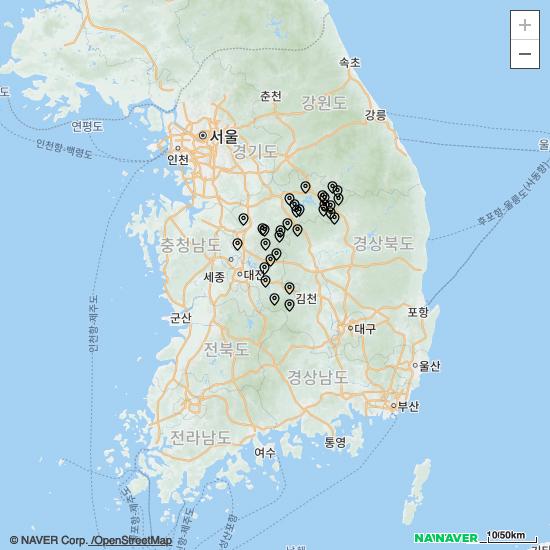 +
−
속초
춘천
강원도
강릉
도
연평도
서울
인천
경기도
인천항-백령도
울
후포항-울릉도(사동항)
충청남도
경상북도
세종
대전
인천항-제주도
김천
군산
포항
대구
전북도
울산
경상남도
부산
전라남도
통영
여수
© NAVER Corp. /OpenStreetMap
NAVER
10/50km